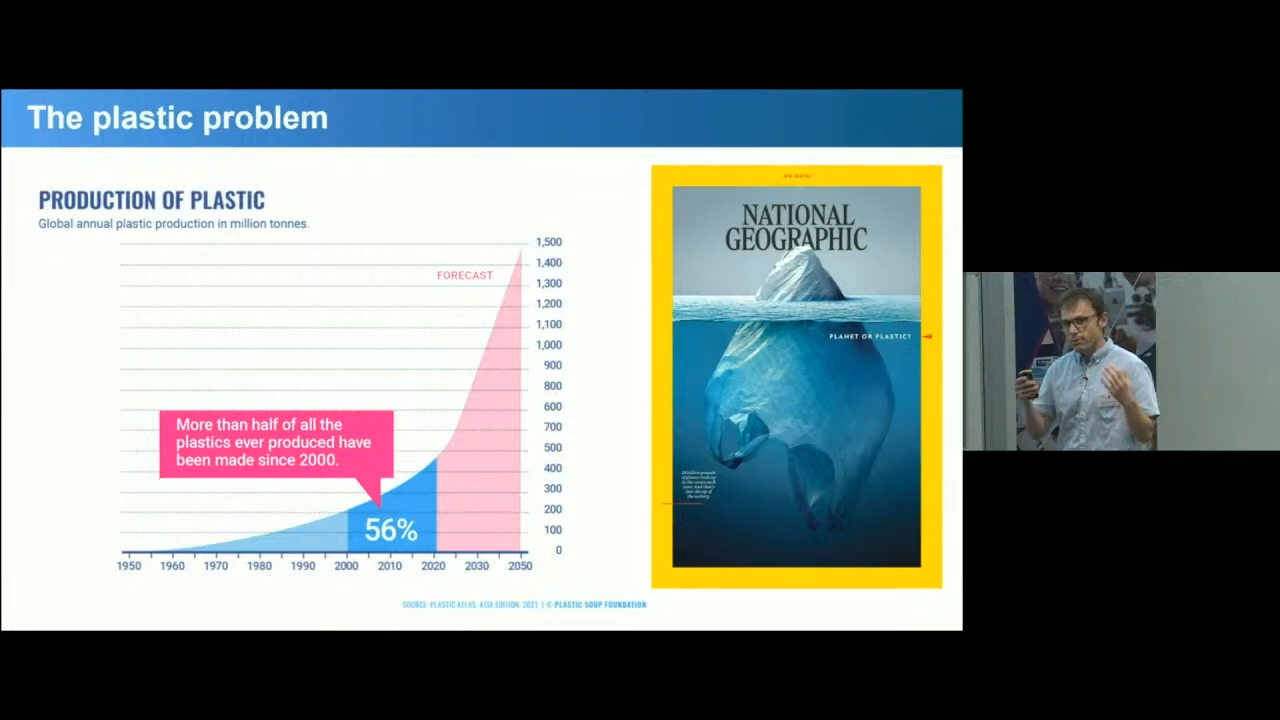 The plastic problem
PRODUCTION OF PLASTIC
Global annual plastic production in million tonnes.
1,500
1,400
1,300
1,200
1,100
1,000
900
800
600
700
500
400
300
200
100
0
FORECAST
More than half of all the
plastics ever produced have
been made since 2000.
56%
1950 1960 1970 1980 1990 2000 2010 2020 2030 2050
SOURCE: PLASTIC ATLAS, ASIA EDITION, 2021 | © PLASTIC SOUP FOUNDATION
NATIONAL
GEOGRAPHIC
PLANET OR PLASTIC?